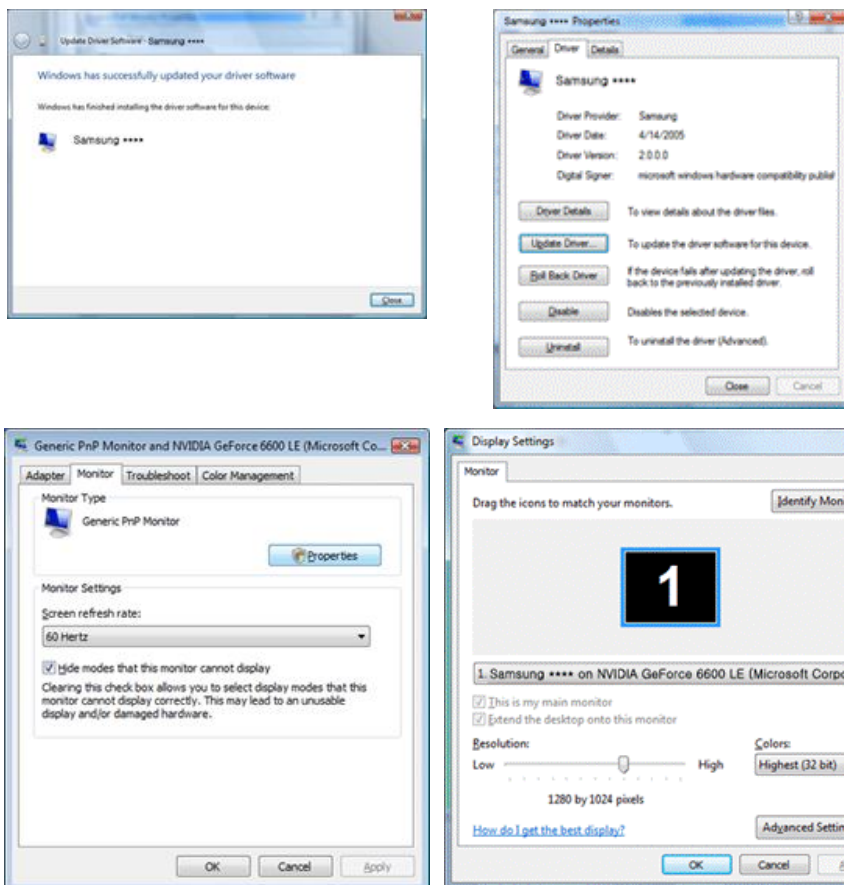 Update Driver Software - Samsung ****
Windows has successfully updated your driver software
Windows has finished installing the driver software for this device:
Samsung ****
Close
Samsung **** Properties
General Driver Details
Samsung ****
Driver Provider: Samsung
Driver Date: 4/14/2005
Driver Version: 2.0.0.0
Digital Signer: microsoft windows hardware compatibility publisl
Driver Details To view details about the driver files.
Update Driver... To update the driver software for this device.
Roll Back Driver If the device fails after updating the driver, roll
back to the previously installed driver.
Disable Disables the selected device.
Uninstall To uninstall the driver (Advanced).
Close Cancel
Generic PnP Monitor and NVIDIA GeForce 6600 LE (Microsoft Co...
Adapter Monitor Troubleshoot Color Management
Monitor Type
Generic PnP Monitor
Properties
Monitor Settings
Screen refresh rate:
60 Hertz
Hide modes that this monitor cannot display
Clearing this check box allows you to select display modes that this
monitor cannot display correctly. This may lead to an unusable
display and/or damaged hardware.
OK Cancel Apply
Display Settings
Monitor
Drag the icons to match your monitors. Identify Moni
1
1. Samsung **** on NVIDIA GeForce 6600 LE (Microsoft Corpo
This is my main monitor
Extend the desktop onto this monitor
Resolution: Colors:
Low High Highest (32 bit)
1280 by 1024 pixels
How do I get the best display? Advanced Settin
OK Cancel A